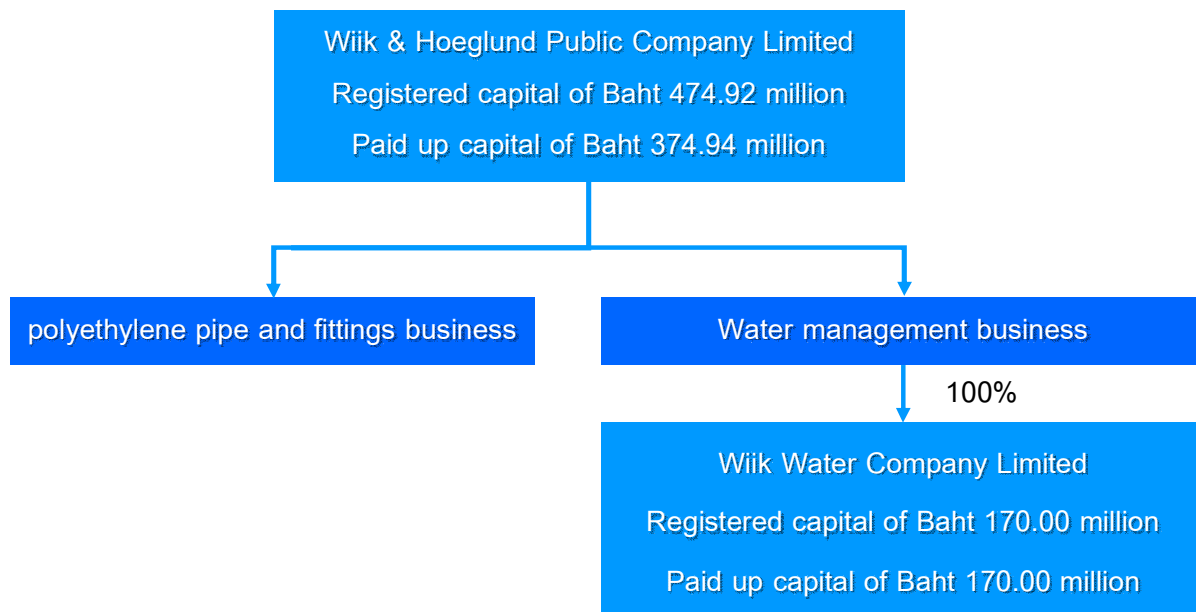 Wiik & Hoeglund Public Company Limited
Registered capital of Baht 474.92 million
Paid up capital of Baht 374.94 million
polyethylene pipe and fittings business
Water management business
100%
Wiik Water Company Limited
Registered capital of Baht 170.00 million
Paid up capital of Baht 170.00 million